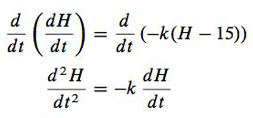 d/dt (dH/dt) = d/dt (−k(H − 15))
d²H/dt² = −k dH/dt